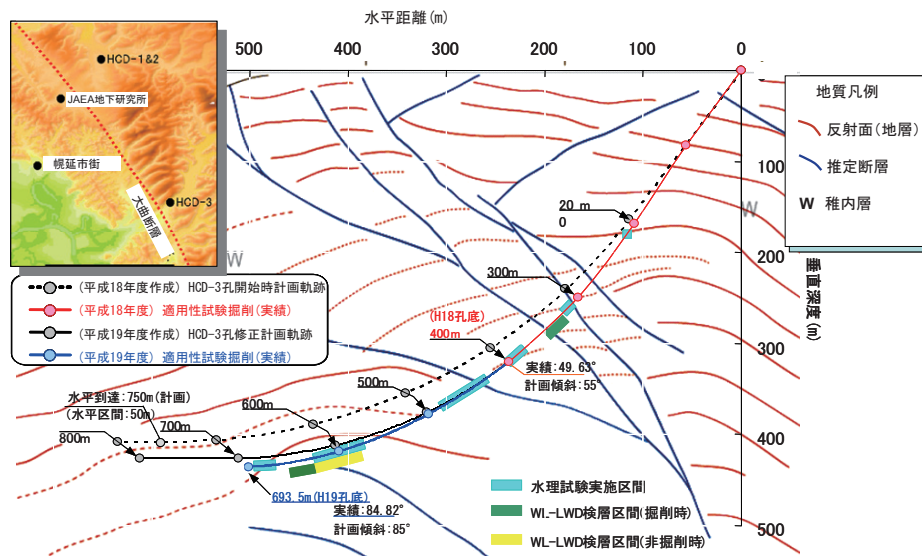 水平距離(m)
500
400
300
200
100
0
HCD-1&2
JAEA地下研究所
幌延市街
HCD-3
大曲断層
地質凡例
反射面(地層)
推定断層
W 稚内層
W
W
100
200
300
400
500
垂直深度(m)
(平成18年度作成) HCD-3孔開始時計画軌跡
(平成18年度) 適用性試験掘削(実績)
(平成19年度作成) HCD-3孔修正計画軌跡
(平成19年度) 適用性試験掘削(実績)
20 m
0
300m
(H18孔底)
400m
実績:49.63°
計画傾斜:55°
500m
600m
水平到達:750m(計画)
(水平区間:50m)
700m
800m
693.5m(H19孔底)
実績:84.82°
計画傾斜:85°
水理試験実施区間
WL-LWD検層区間(掘削時)
WL-LWD検層区間(非掘削時)